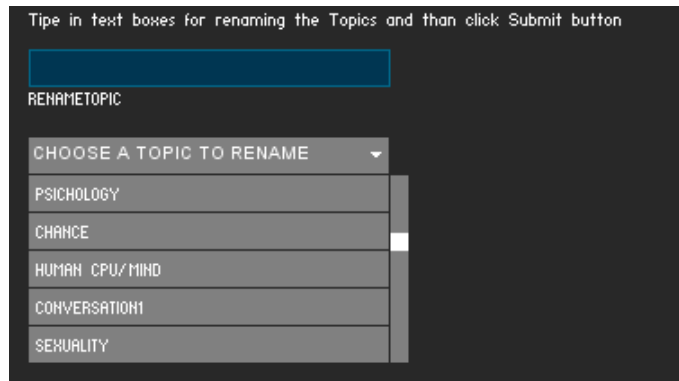 Tipe in text boxes for renaming the Topics and than click Submit button
RENAMETOPIC
CHOOSE A TOPIC TO RENAME
PSICHOLOGY
CHANCE
HUMAN CPU/MIND
CONVERSATION1
SEXUALITY